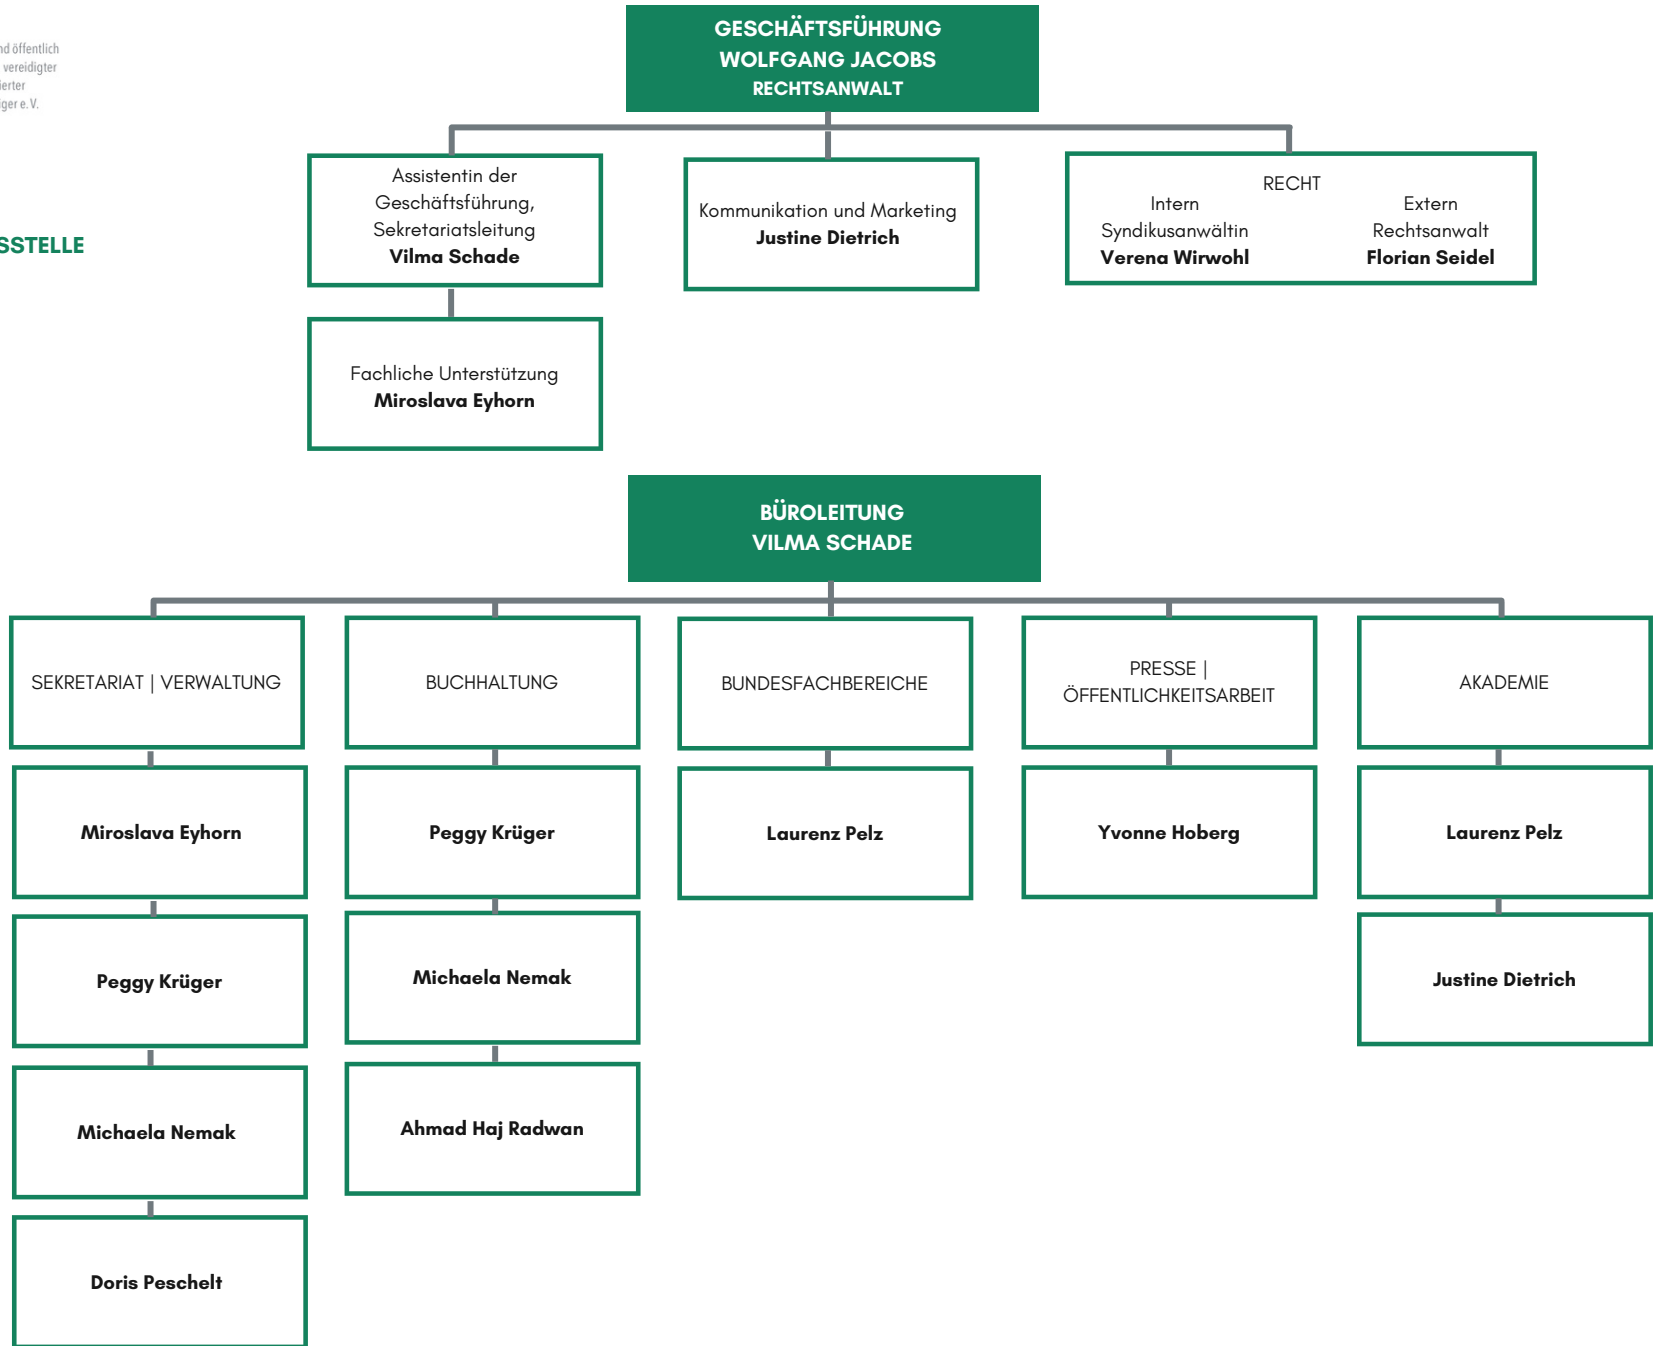 öffentlich
vereidigter
e. V.
GESCHÄFTSFÜHRUNG
WOLFGANG JACOBS
RECHTSANWALT
Assistentin der
Geschäftsführung,
Sekretariatsleitung
Vilma Schade
Kommunikation und Marketing
Justine Dietrich
RECHT
Intern
Syndikusanwältin
Verena Wirwohl
Extern
Rechtsanwalt
Florian Seidel
SSTELLE
Fachliche Unterstützung
Miroslava Eyhorn
BÜROLEITUNG
VILMA SCHADE
SEKRETARIAT | VERWALTUNG
BUCHHALTUNG
BUNDESFACHBEREICHE
PRESSE |
ÖFFENTLICHKEITSARBEIT
AKADEMIE
Miroslava Eyhorn
Peggy Krüger
Laurenz Pelz
Yvonne Hoberg
Laurenz Pelz
Peggy Krüger
Michaela Nemak
Justine Dietrich
Michaela Nemak
Ahmad Haj Radwan
Doris Peschelt